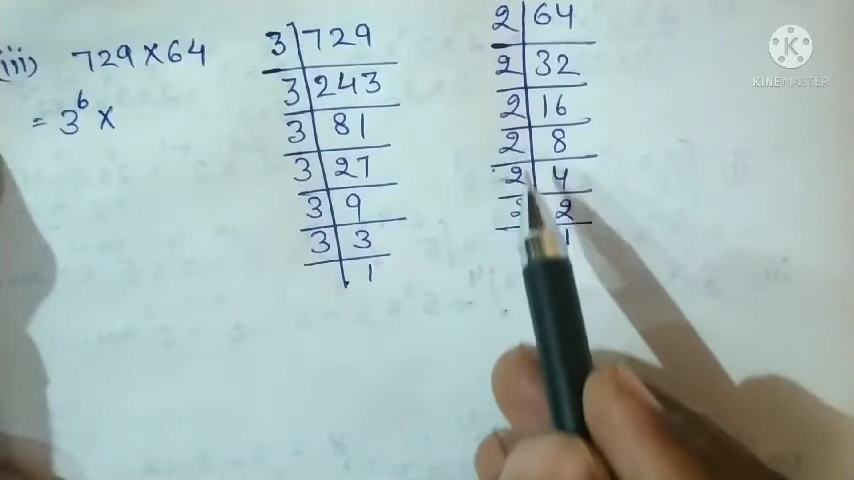 (iii) 729 × 64
= 3⁶ ×
3 | 729
3 | 243
3 | 81
3 | 27
3 | 9
3 | 3
| 1
2 | 64
2 | 32
2 | 16
2 | 8
2 | 4
2 | 2
| 1
K
KINEMASTER